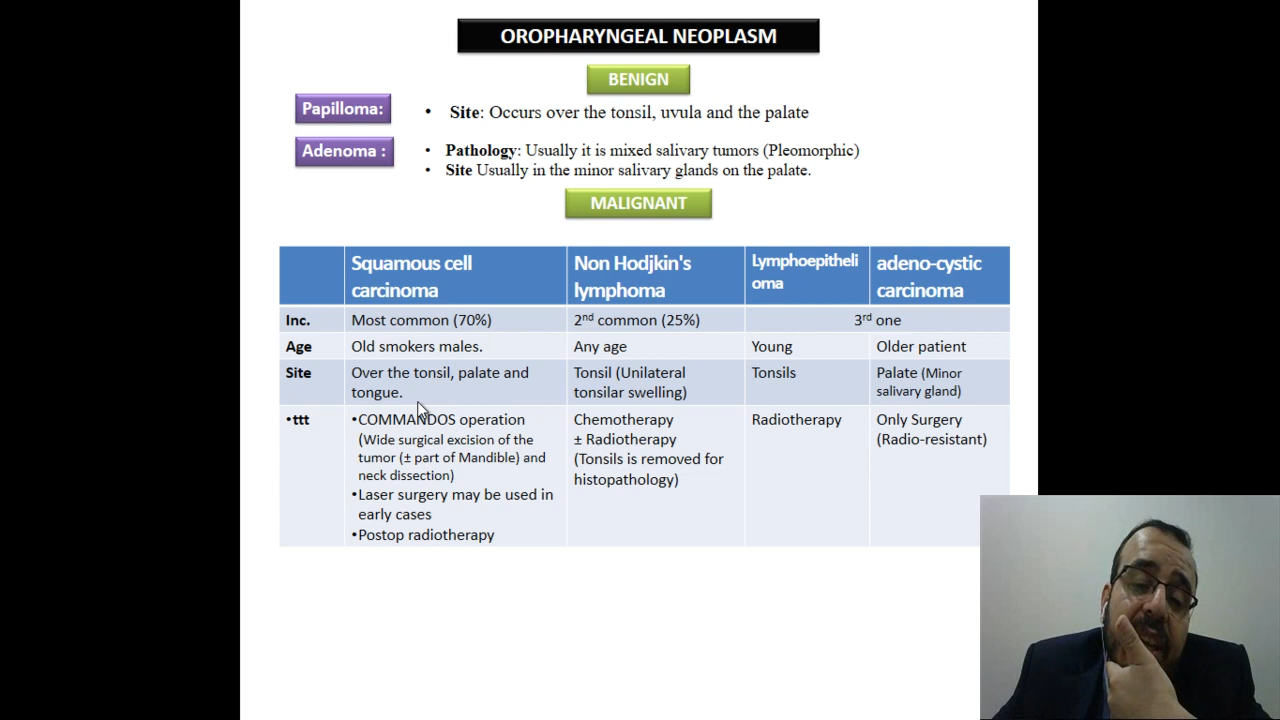 OROPHARYNGEAL NEOPLASM
BENIGN
Papilloma:
• Site: Occurs over the tonsil, uvula and the palate
Adenoma :
• Pathology: Usually it is mixed salivary tumors (Pleomorphic)
• Site Usually in the minor salivary glands on the palate.
MALIGNANT
Squamous cell
carcinoma
Non Hodjkin's
lymphoma
Lymphoepitheli
oma
adeno-cystic
carcinoma
Inc.
Most common (70%)
2nd common (25%)
3rd one
Age
Old smokers males.
Any age
Young
Older patient
Site
Over the tonsil, palate and
tongue.
Tonsil (Unilateral
tonsilar swelling)
Tonsils
Palate (Minor
salivary gland)
•ttt
•COMMANDOS operation
(Wide surgical excision of the
tumor (± part of Mandible) and
neck dissection)
•Laser surgery may be used in
early cases
•Postop radiotherapy
Chemotherapy
± Radiotherapy
(Tonsils is removed for
histopathology)
Radiotherapy
Only Surgery
(Radio-resistant)